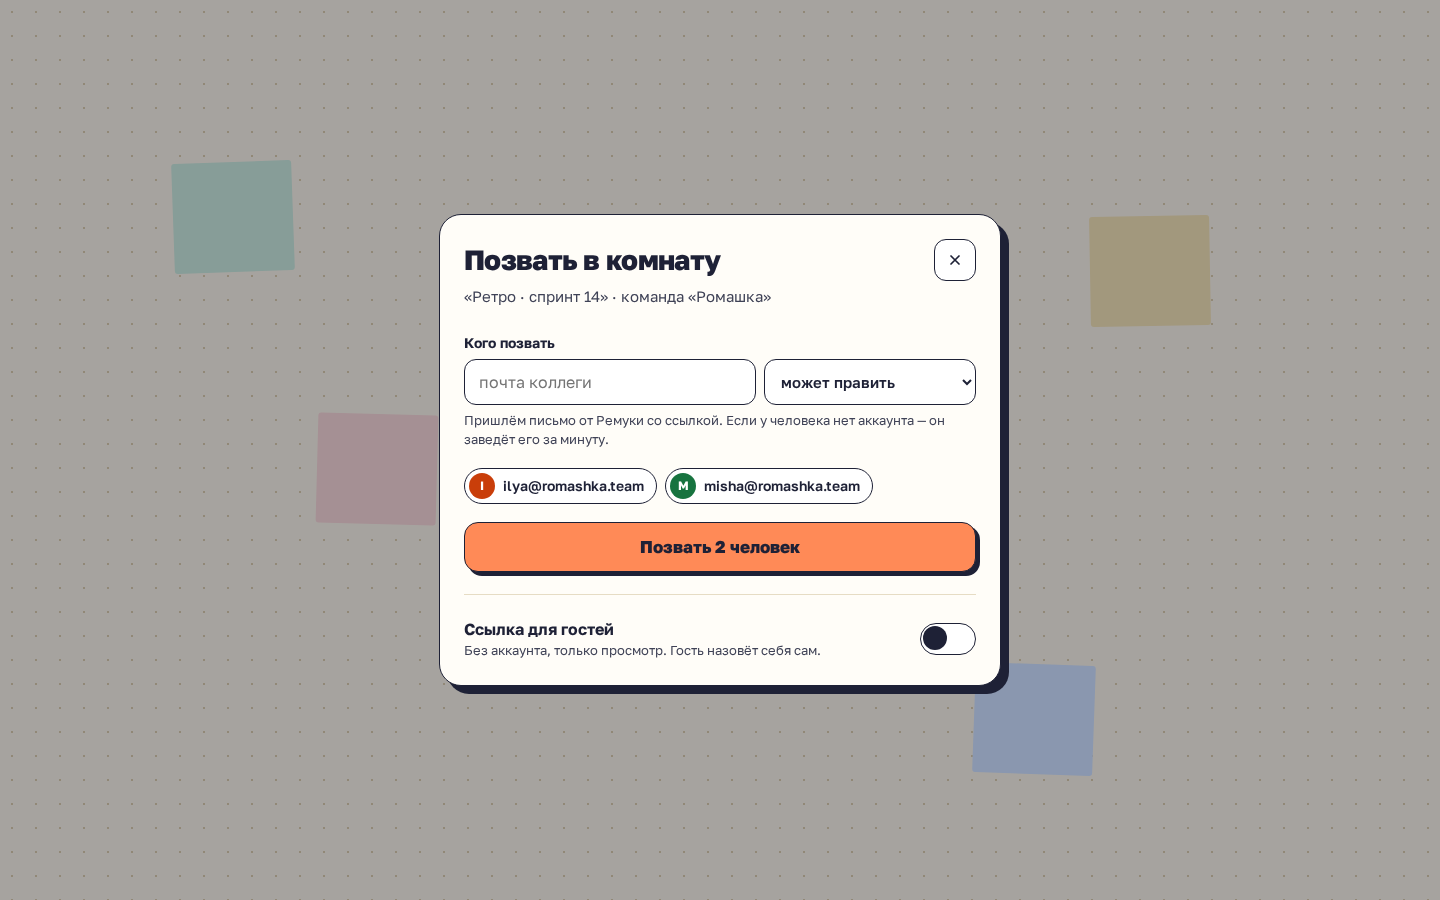 Позвать в комнату
×
«Ретро · спринт 14» · команда «Ромашка»
Кого позвать
почта коллеги
может править
Пришлём письмо от Ремуки со ссылкой. Если у человека нет аккаунта — он
заведёт его за минуту.
I ilya@romashka.team
M misha@romashka.team
Позвать 2 человек
Ссылка для гостей
Без аккаунта, только просмотр. Гость назовёт себя сам.